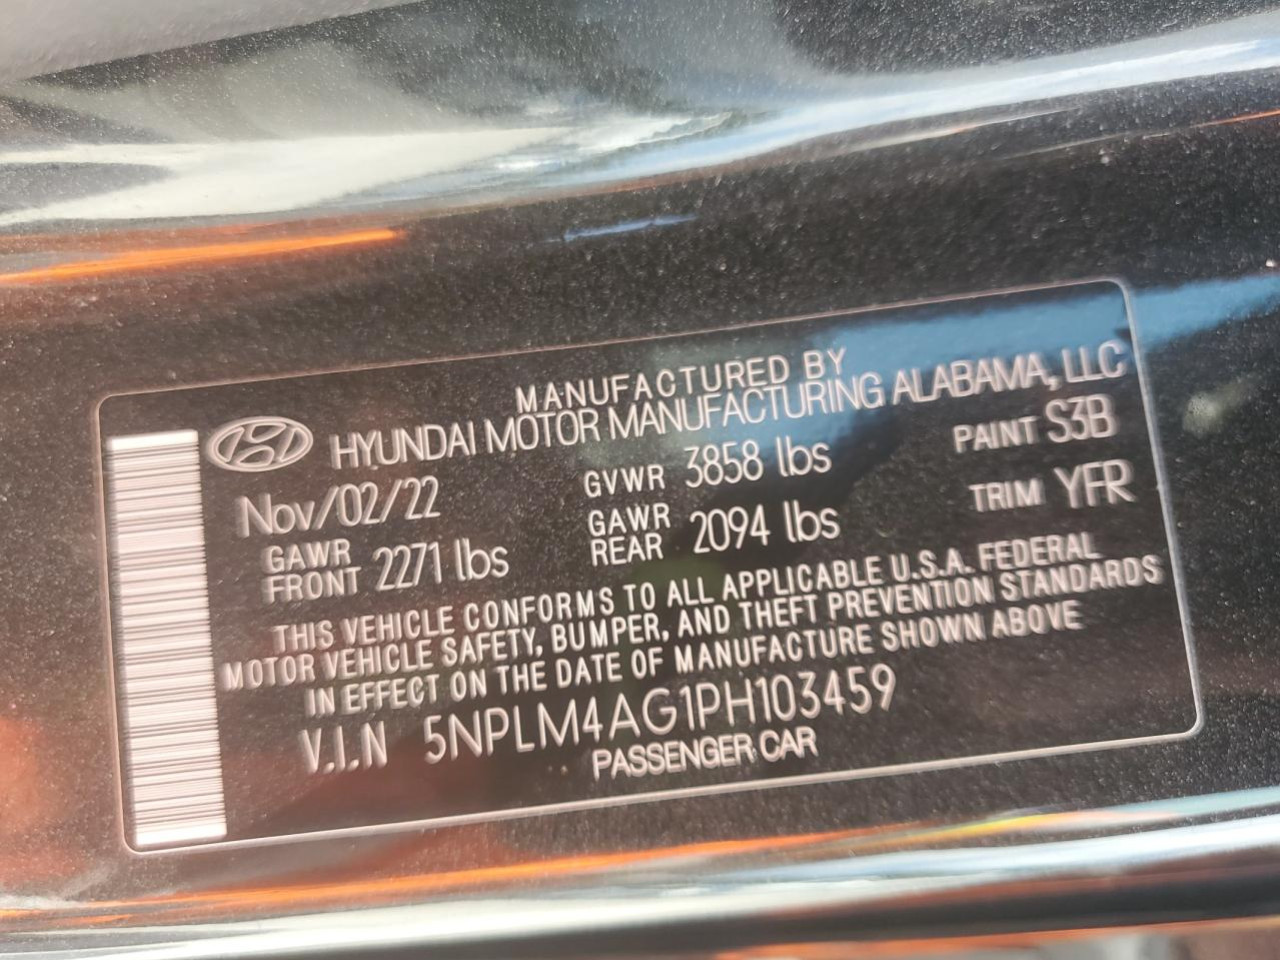 MANUFACTURED BY
HYUNDAI MOTOR MANUFACTURING ALABAMA, LLC
Nov/02/22 GVWR 3858 lbs PAINT S3B
GAWR FRONT 2271 lbs GAWR REAR 2094 lbs TRIM YFR
THIS VEHICLE CONFORMS TO ALL APPLICABLE U.S.A. FEDERAL
MOTOR VEHICLE SAFETY, BUMPER, AND THEFT PREVENTION STANDARDS
IN EFFECT ON THE DATE OF MANUFACTURE SHOWN ABOVE
V.I.N 5NPLM4AG1PH103459
PASSENGER CAR